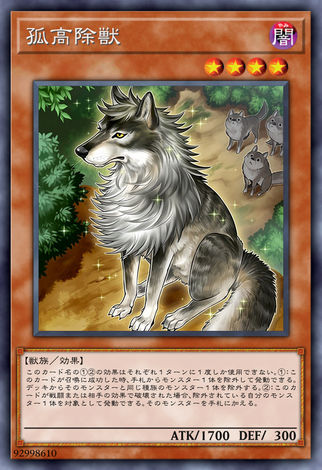 孤高除獣
闇
やみ
【獣族／効果】
このカード名の①②の効果はそれぞれ１ターンに１度しか使用できない。①：こ
のカードが召喚に成功した時、手札からモンスター１体を除外して発動できる。
デッキからそのモンスターと同じ種族のモンスター１体を除外する。②：このカ
ードが戦闘または相手の効果で破壊された場合、除外されている自分のモンス
ター１体を対象として発動できる。そのモンスターを手札に加える。
ATK/1700 DEF/ 300
92998610